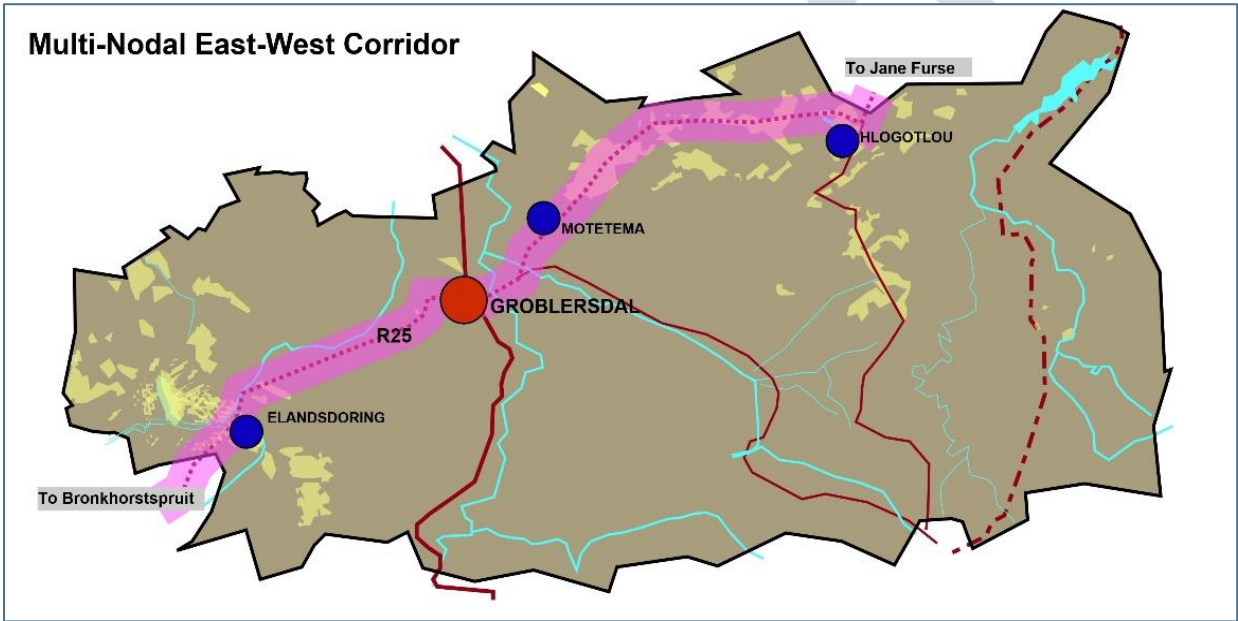 Multi-Nodal East-West Corridor
To Jane Furse
HLOGOTLOU
MOTETEMA
GROBLERSDAL
R25
ELANDSDORING
To Bronkhorstspruit